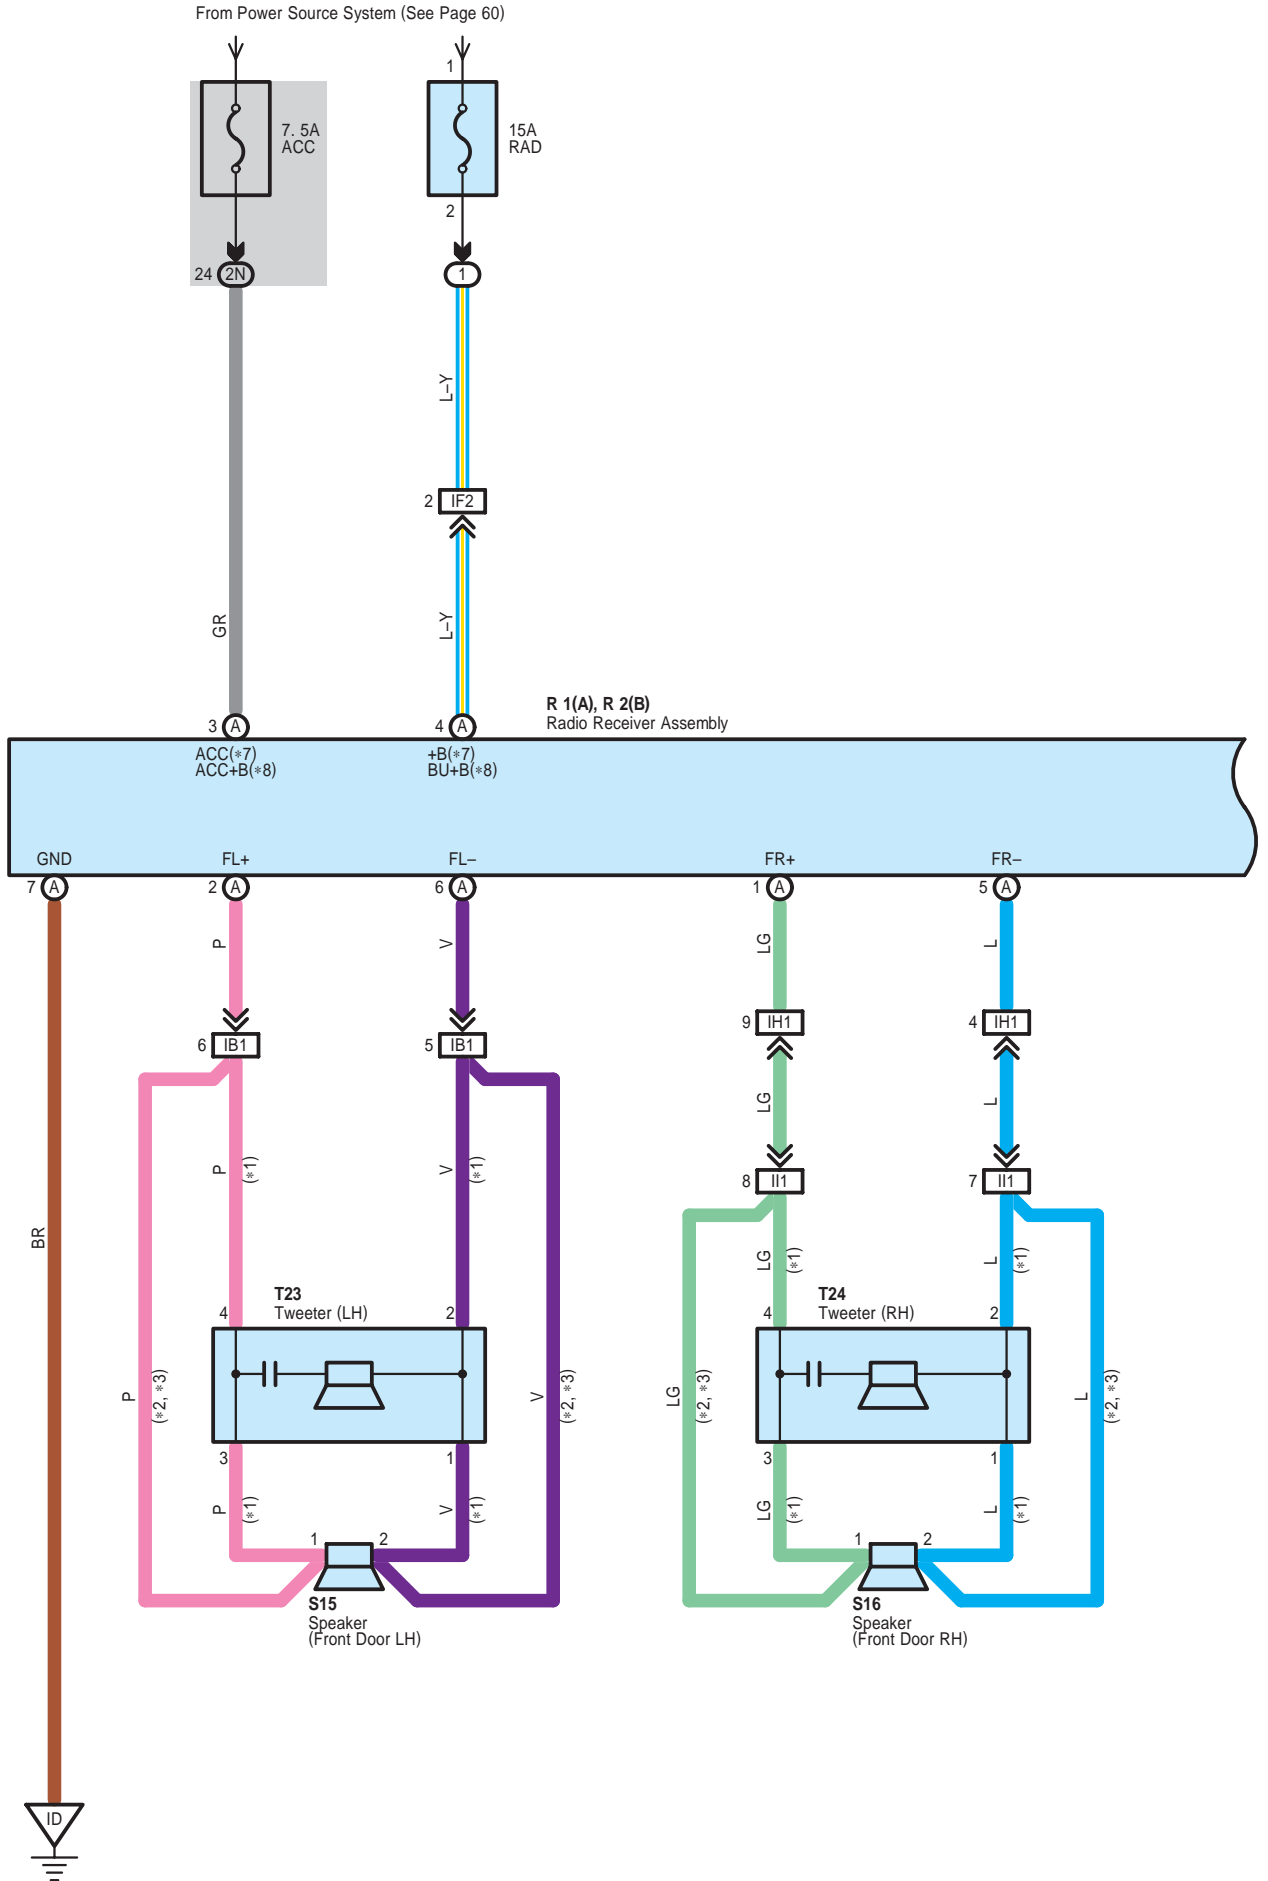 From Power Source System (See Page 60)
1
7. 5A
ACC
15A
RAD
2
24 2N
1
L–Y
2 IF2
GR
L–Y
R 1(A), R 2(B)
Radio Receiver Assembly
3 A
4 A
ACC(*7)
ACC+B(*8)
+B(*7)
BU+B(*8)
GND
FL+
FL–
FR+
FR–
7 A
2 A
6 A
1 A
5 A
P
V
LG
L
9 IH1
4 IH1
6 IB1
5 IB1
LG
L
P
(*1)
V
(*1)
8 II1
7 II1
BR
LG
(*1)
L
(*1)
T23
Tweeter (LH)
4
2
T24
Tweeter (RH)
4
2
P
(*2, *3)
V
(*2, *3)
LG
(*2, *3)
L
(*2, *3)
3
1
3
1
P
(*1)
V
(*1)
LG
(*1)
L
(*1)
1
2
1
2
S15
Speaker
(Front Door LH)
S16
Speaker
(Front Door RH)
ID